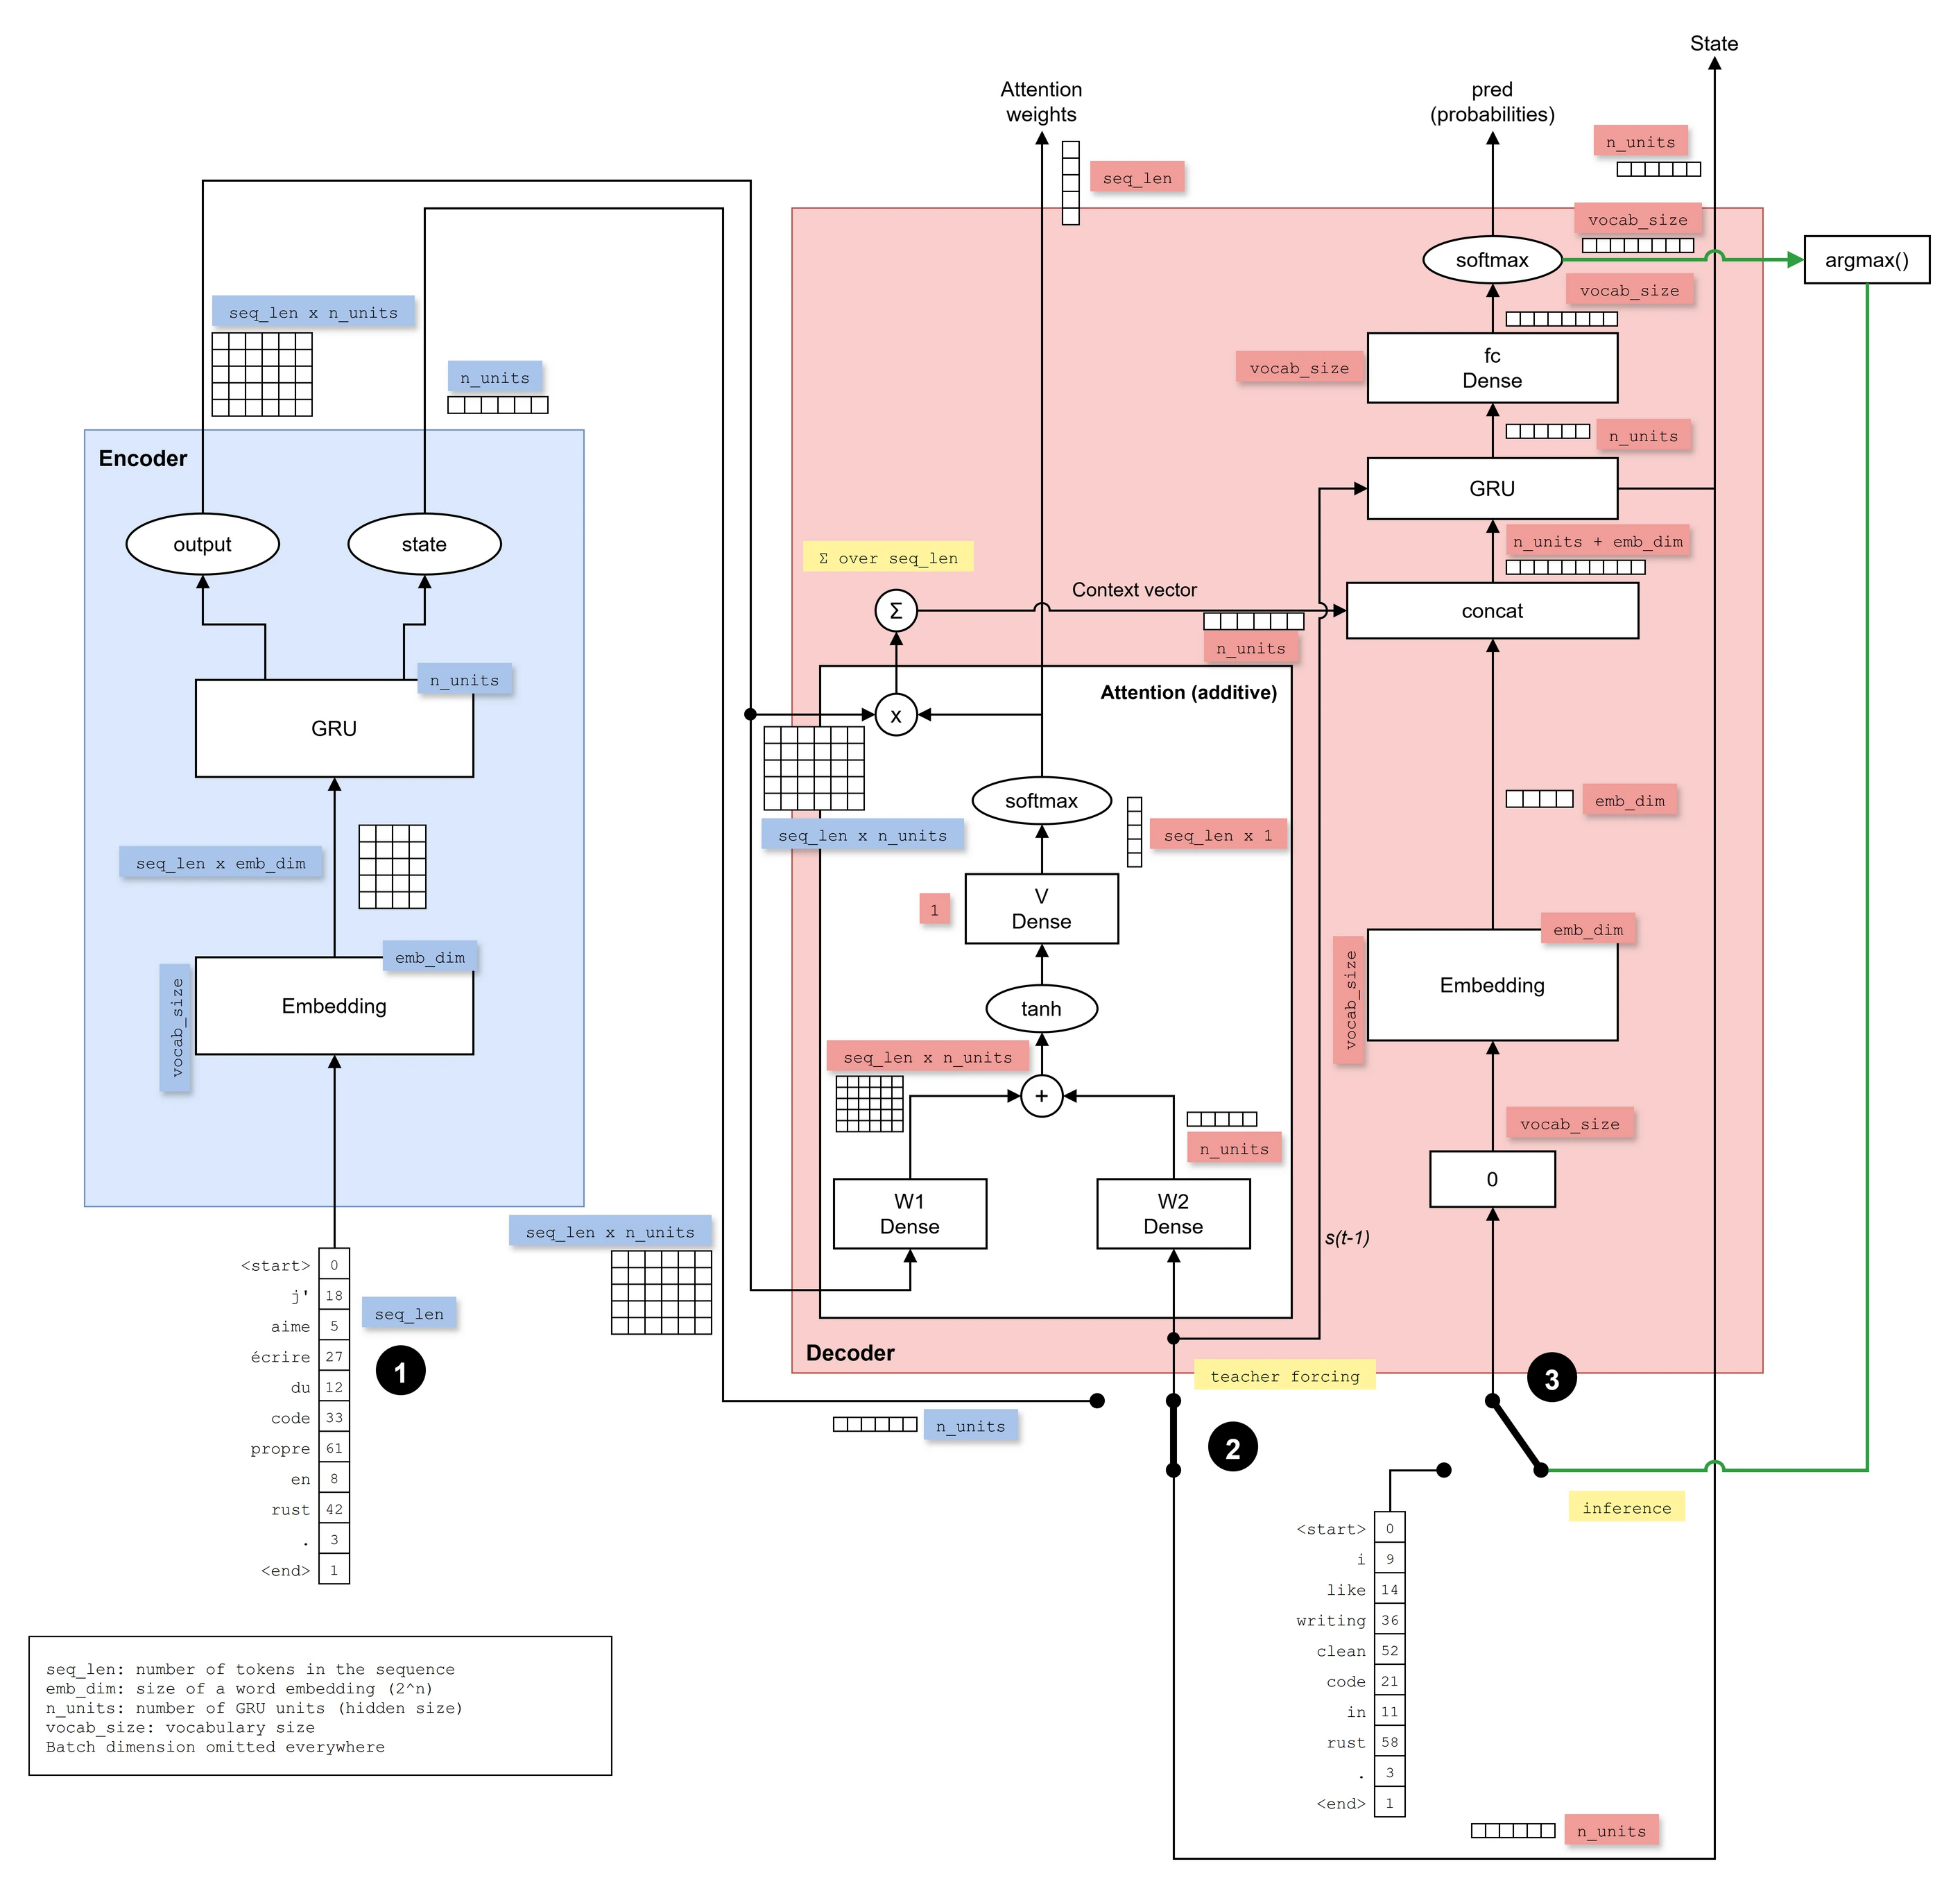 State
Attention
weights
pred
(probabilities)
n_units
seq_len
vocab_size
softmax
argmax()
vocab_size
seq_len x n_units
n_units
fc
Dense
vocab_size
n_units
Encoder
GRU
output
state
n_units + emb_dim
Σ over seq_len
Context vector
Σ
concat
n_units
n_units
Attention (additive)
GRU
x
softmax
emb_dim
seq_len x n_units
seq_len x 1
seq_len x emb_dim
V
Dense
1
emb_dim
emb_dim
vocab_size
Embedding
vocab_size
Embedding
tanh
seq_len x n_units
+
n_units
vocab_size
W1
Dense
W2
Dense
0
seq_len x n_units
s(t-1)
<start> 0
j' 18
aime 5
écrire 27
du 12
code 33
propre 61
en 8
rust 42
. 3
<end> 1
seq_len
1
Decoder
teacher forcing
3
n_units
2
inference
<start> 0
i 9
like 14
writing 36
clean 52
code 21
in 11
rust 58
. 3
<end> 1
n_units
seq_len: number of tokens in the sequence
emb_dim: size of a word embedding (2^n)
n_units: number of GRU units (hidden size)
vocab_size: vocabulary size
Batch dimension omitted everywhere